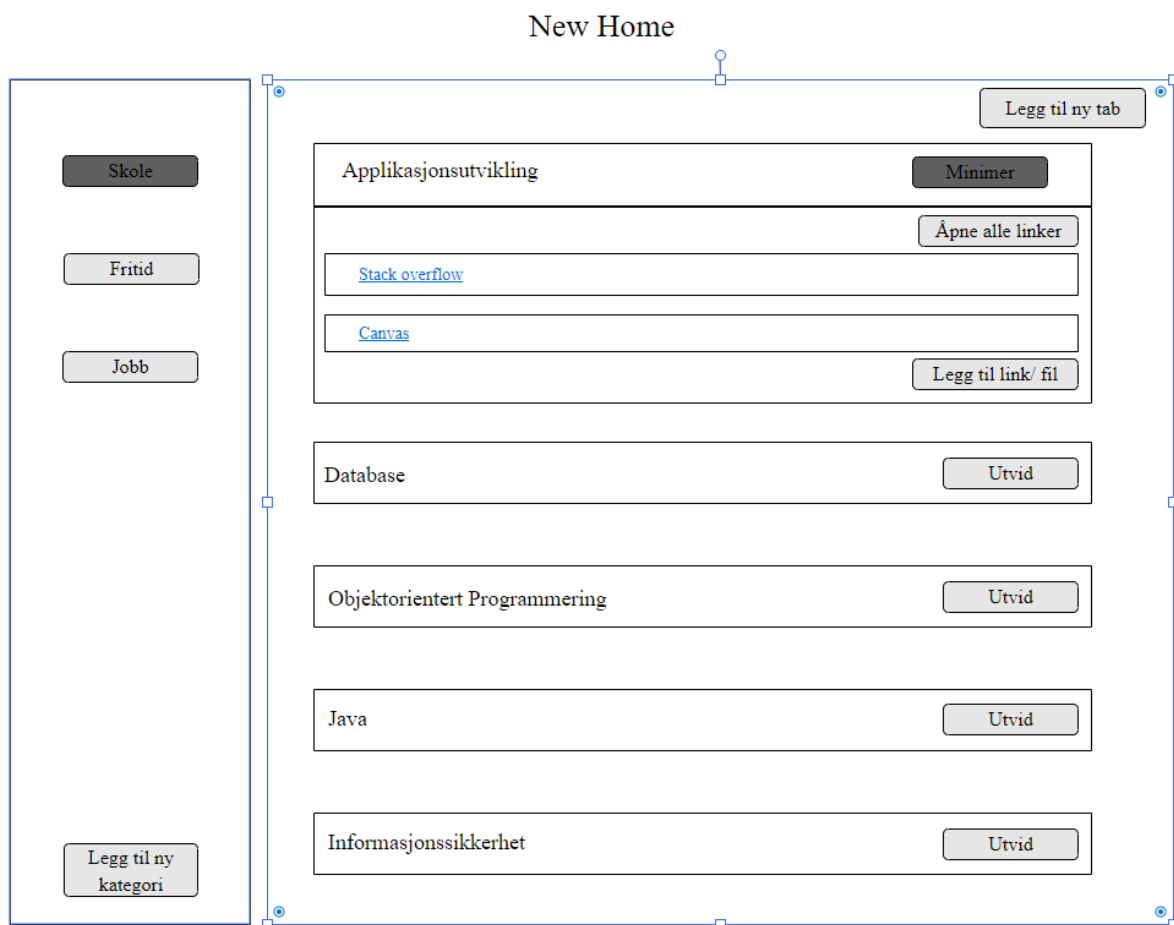 New Home
Skole
Fritid
Jobb
Legg til ny
kategori
Legg til ny tab
Applikasjonsutvikling
Minimer
Åpne alle linker
Stack overflow
Canvas
Legg til link/ fil
Database
Utvid
Objektorientert Programmering
Utvid
Java
Utvid
Informasjonssikkerhet
Utvid